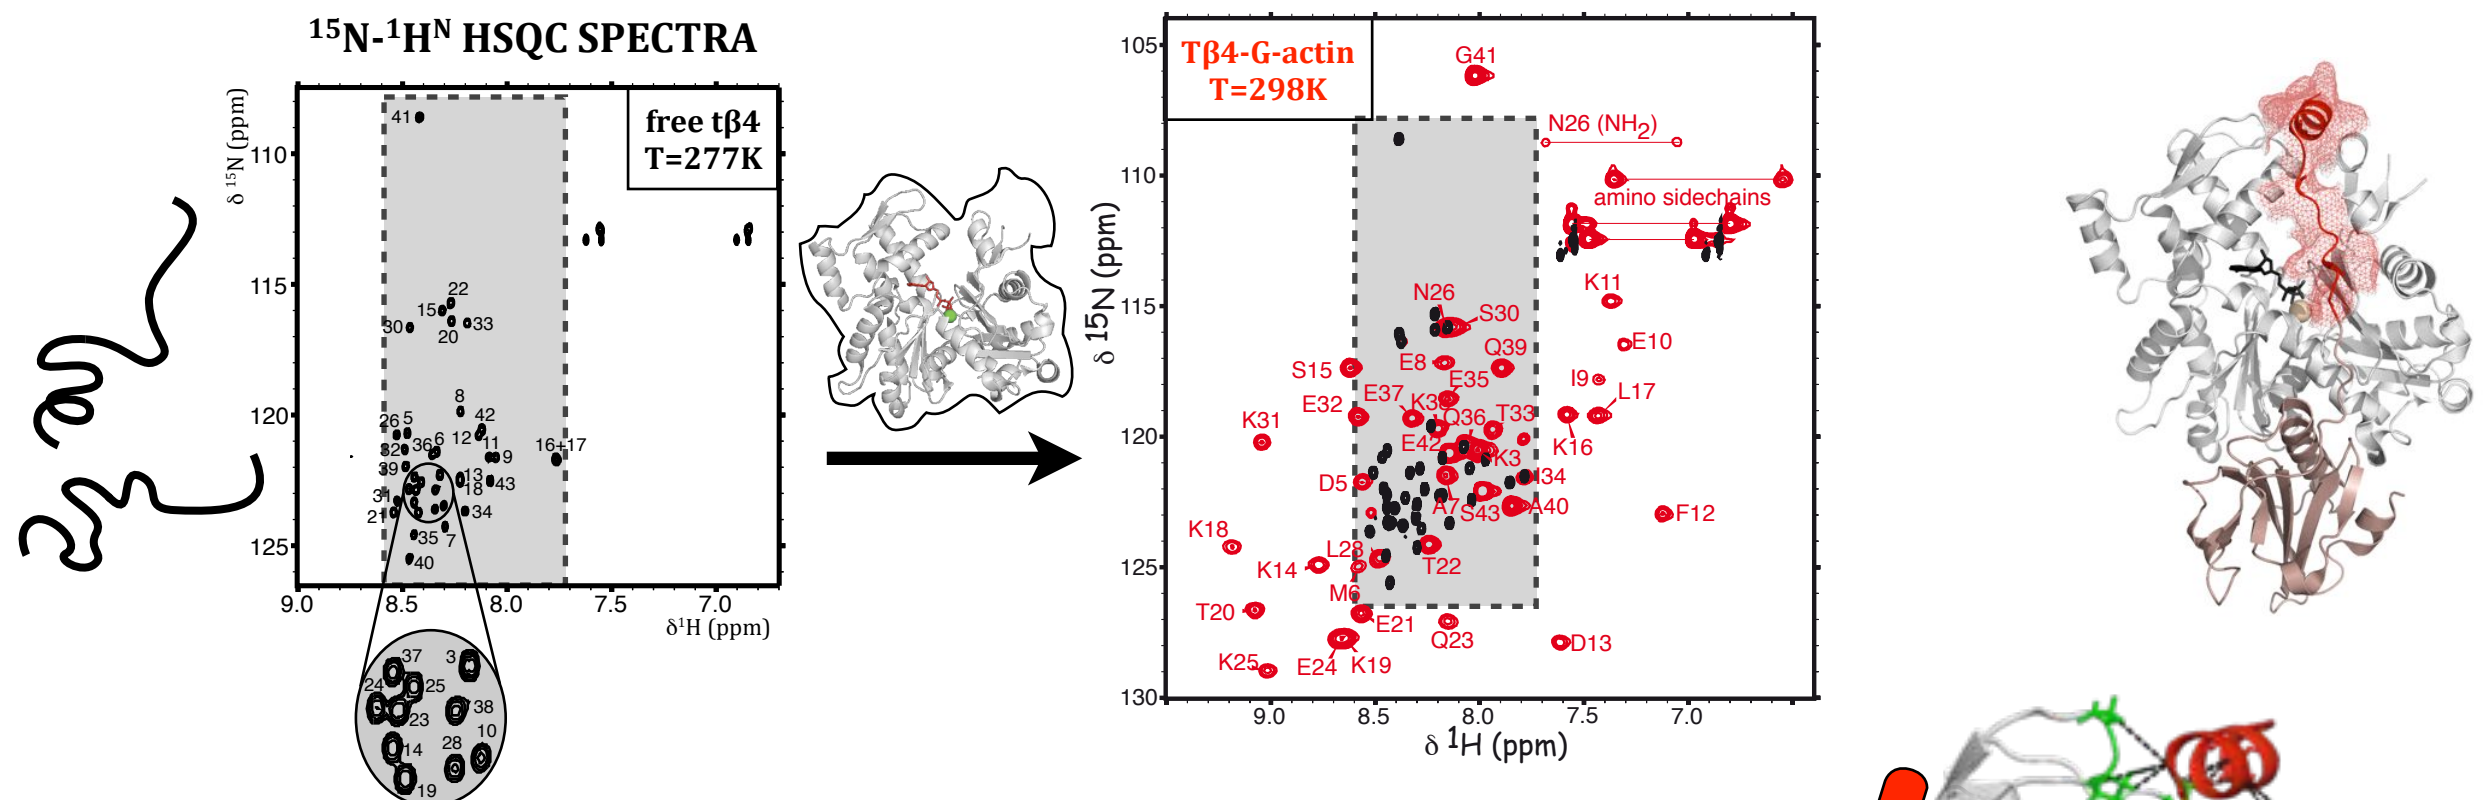 ¹⁵N-¹Hᴺ HSQC SPECTRA
free tβ4
T=277K
δ ¹⁵N (ppm)
110
115
120
125
9.0 8.5 8.0 7.5 7.0
δ¹H (ppm)
41
22
15
30
33
20
8
42
26 5
36 6 12 11 9 16+17
32
39
13
18 43
31
21
34
35 7
40
37 3
24 25
23 38
14 28 10
19
Tβ4-G-actin
T=298K
δ ¹⁵N (ppm)
105
110
115
120
125
130
9.0 8.5 8.0 7.5 7.0
δ ¹H (ppm)
G41
N26 (NH₂)
amino sidechains
K11
N26
S30
E10
Q39
E8
S15
E35
I9
L17
E37
E32
Q36 T33
K31
E42
K3
K16
D5
I34
A7 S43 A40
F12
K18
L28
T22
K14
M6
T20
E21
Q23
D13
K25
E24 K19